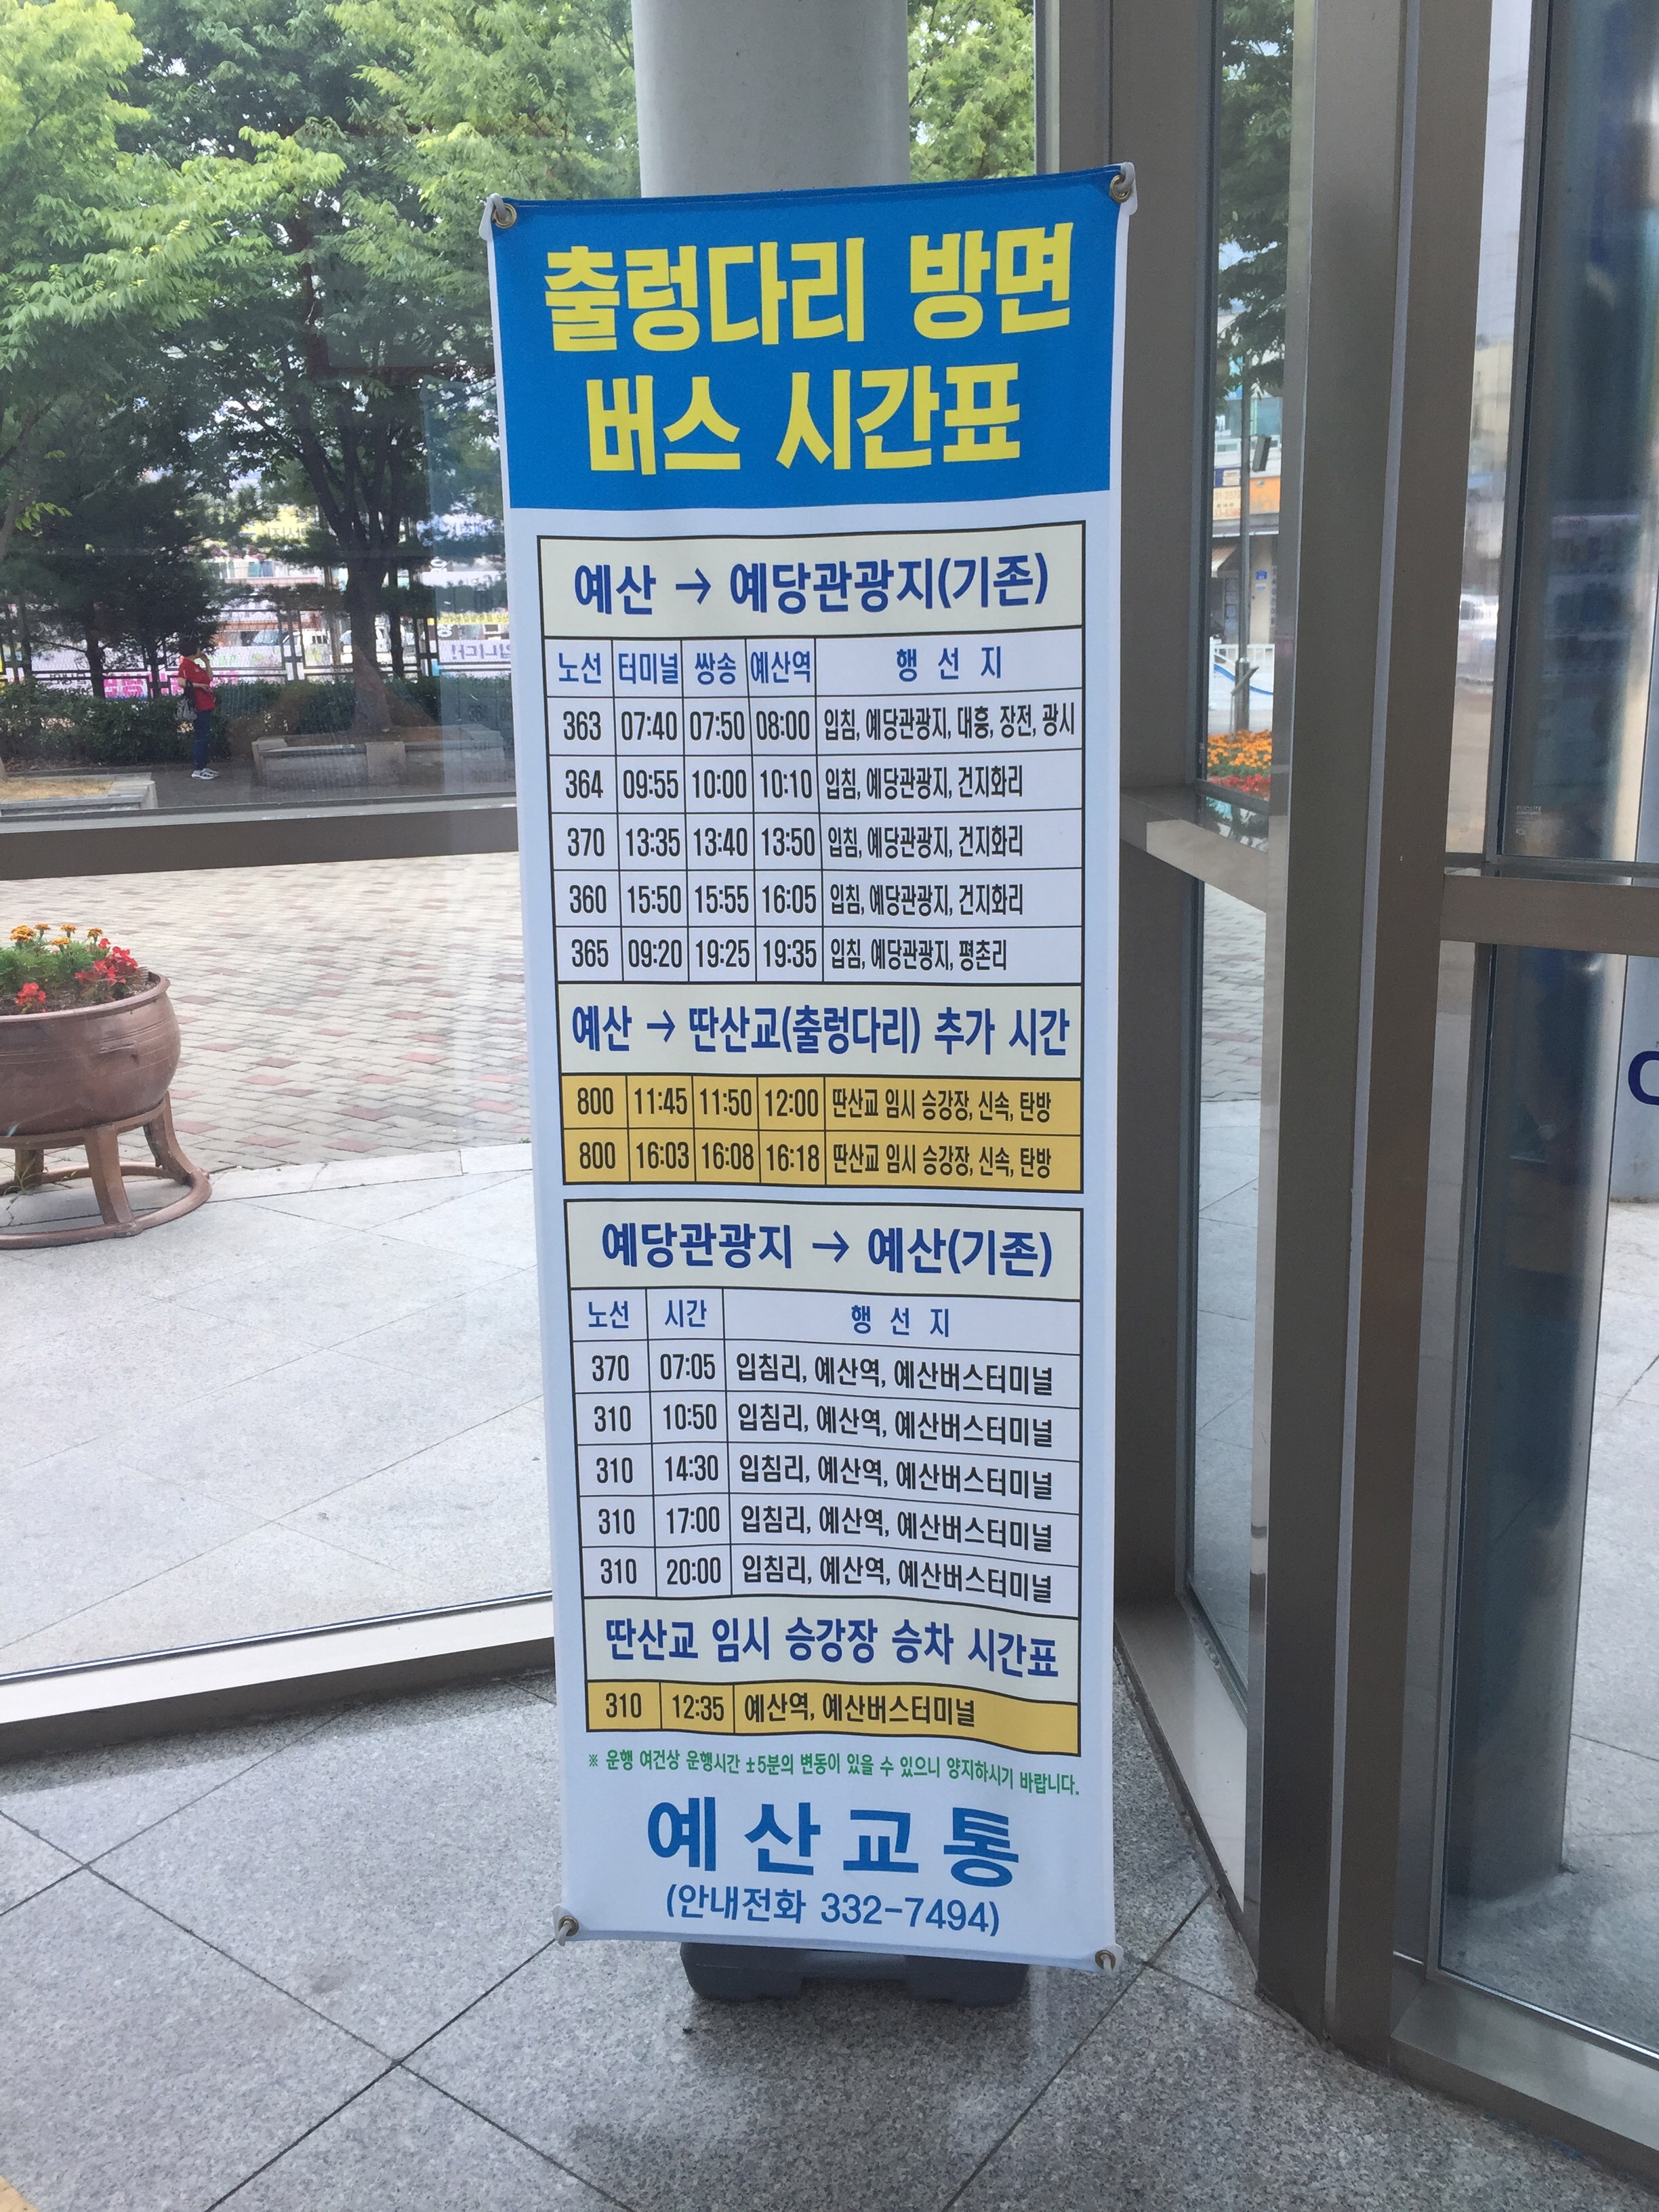 출렁다리 방면
버스 시간표
예산 → 예당관광지(기존)
노선 터미널 쌍송 예산역 행 선 지
363 07:40 07:50 08:00 입침, 예당관광지, 대흥, 장전, 광시
364 09:55 10:00 10:10 입침, 예당관광지, 건지화리
370 13:35 13:40 13:50 입침, 예당관광지, 건지화리
360 15:50 15:55 16:05 입침, 예당관광지, 건지화리
365 09:20 19:25 19:35 입침, 예당관광지, 평촌리
예산 → 딴산교(출렁다리) 추가 시간
800 11:45 11:50 12:00 딴산교 임시 승강장, 신속, 탄방
800 16:03 16:08 16:18 딴산교 임시 승강장, 신속, 탄방
예당관광지 → 예산(기존)
노선 시간 행 선 지
370 07:05 입침리, 예산역, 예산버스터미널
310 10:50 입침리, 예산역, 예산버스터미널
310 14:30 입침리, 예산역, 예산버스터미널
310 17:00 입침리, 예산역, 예산버스터미널
310 20:00 입침리, 예산역, 예산버스터미널
딴산교 임시 승강장 승차 시간표
310 12:35 예산역, 예산버스터미널
※ 운행 여건상 운행시간 ±5분의 변동이 있을 수 있으니 양지하시기 바랍니다.
예산교통
(안내전화 332-7494)